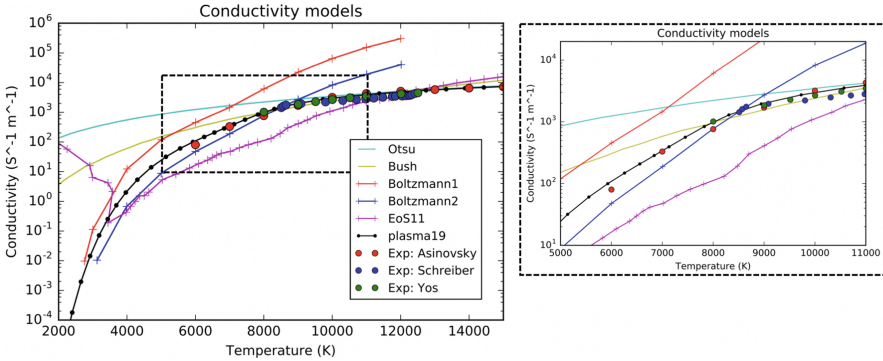 Conductivity models
Conductivity (S^-1 m^-1)
10^6
10^5
10^4
10^3
10^2
10^1
10^0
10^-1
10^-2
10^-3
10^-4
2000 4000 6000 8000 10000 12000 14000
Temperature (K)
Otsu
Bush
Boltzmann1
Boltzmann2
EoS11
plasma19
Exp: Asinovsky
Exp: Schreiber
Exp: Yos
Conductivity models
Conductivity (S^-1 m^-1)
10^4
10^3
10^2
10^1
5000 6000 7000 8000 9000 10000 11000
Temperature (K)